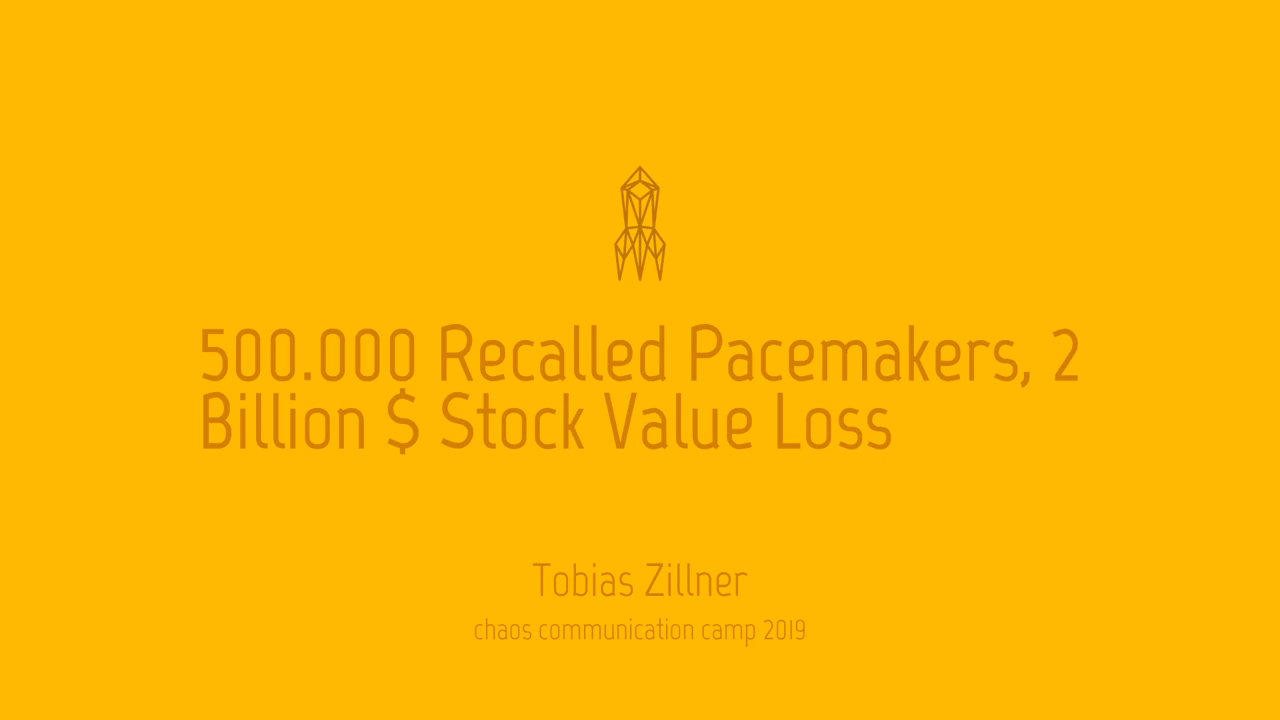 500.000 Recalled Pacemakers, 2
Billion $ Stock Value Loss
Tobias Zillner
chaos communication camp 2019